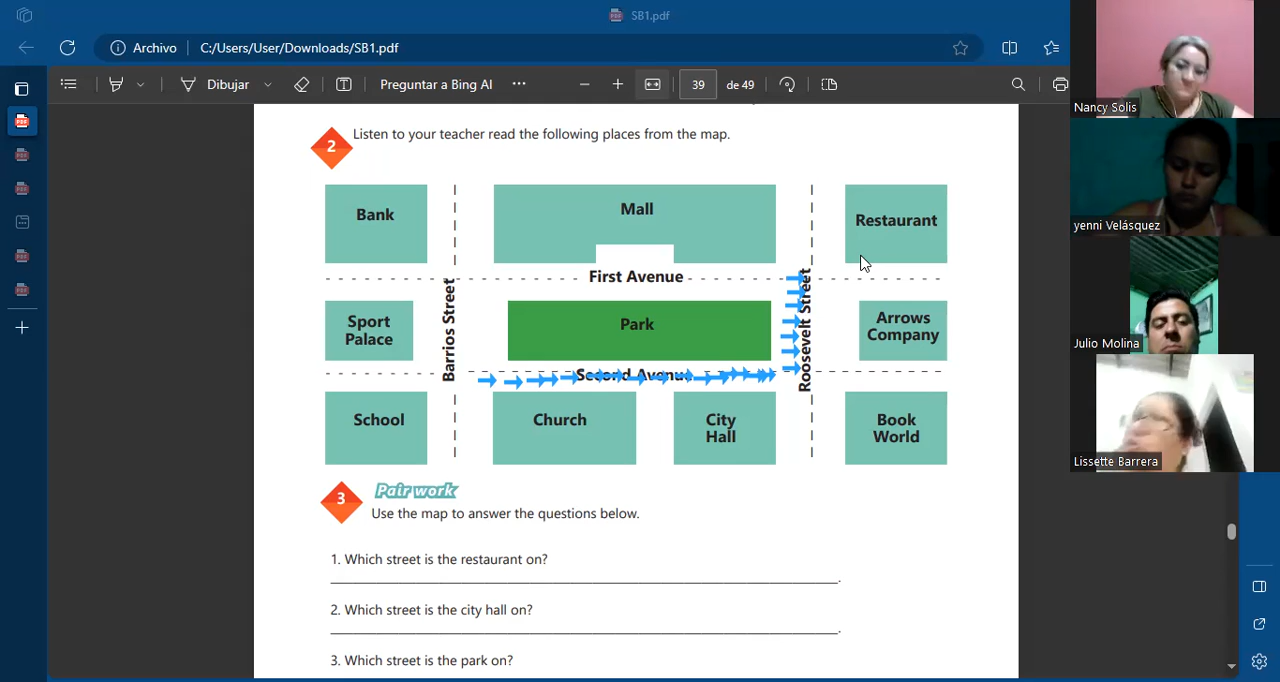 SB1.pdf
Archivo
C:/Users/User/Downloads/SB1.pdf
Dibujar
Preguntar a Bing AI
39
de 49
2
Listen to your teacher read the following places from the map.
Bank
Mall
Restaurant
First Avenue
Barrios Street
Roosevelt Street
Sport
Palace
Park
Arrows
Company
Second Avenue
School
Church
City
Hall
Book
World
3
Pair work
Use the map to answer the questions below.
1. Which street is the restaurant on?
2. Which street is the city hall on?
3. Which street is the park on?
Nancy Solis
yenni Velásquez
Julio Molina
Lissette Barrera